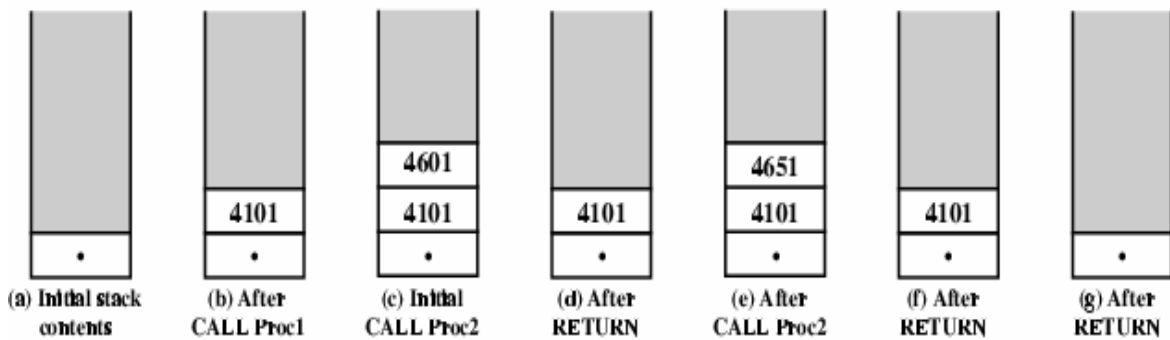 4601
4651
4101
4101
4101
4101
4101
(a) Initial stack
contents
(b) After
CALL Proc1
(c) Initial
CALL Proc2
(d) After
RETURN
(e) After
CALL Proc2
(f) After
RETURN
(g) After
RETURN